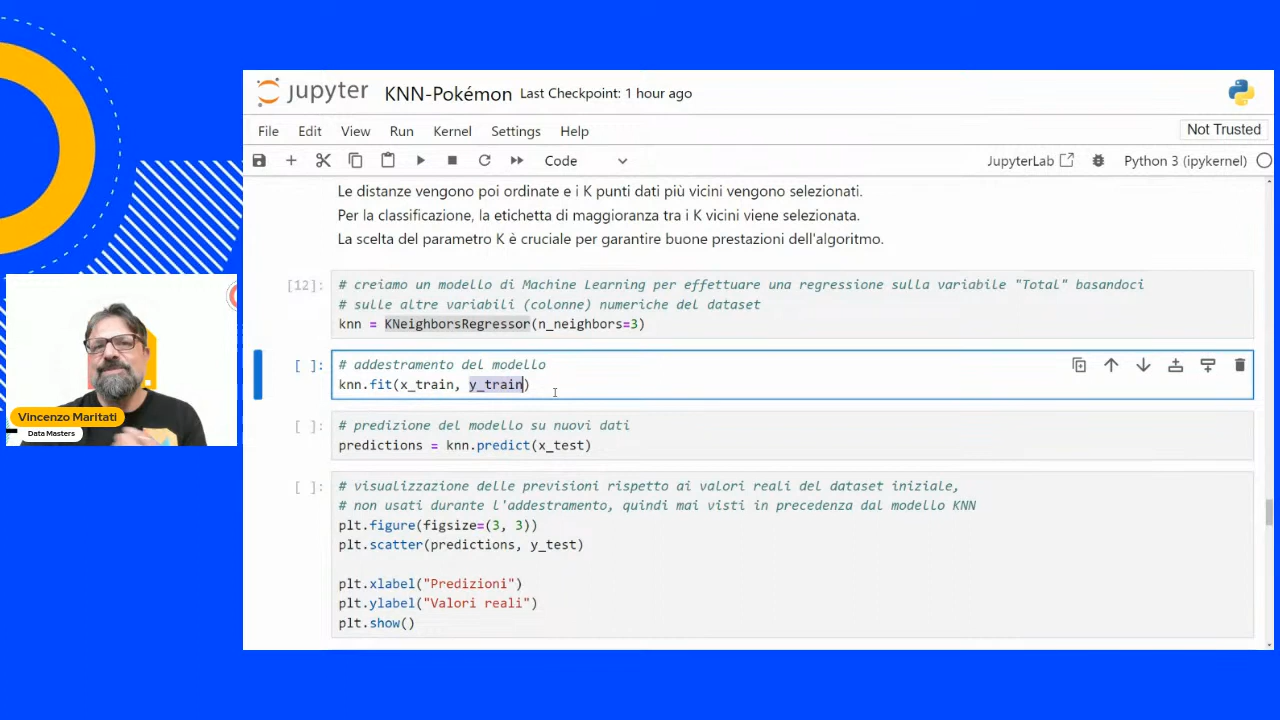 jupyter KNN-Pokémon Last Checkpoint: 1 hour ago
File Edit View Run Kernel Settings Help
Not Trusted
Code
JupyterLab
Python 3 (ipykernel)
Le distanze vengono poi ordinate e i K punti dati più vicini vengono selezionati.
Per la classificazione, la etichetta di maggioranza tra i K vicini viene selezionata.
La scelta del parametro K è cruciale per garantire buone prestazioni dell'algoritmo.
[12]:
# creiamo un modello di Machine Learning per effettuare una regressione sulla variabile "Total" basandoci
# sulle altre variabili (colonne) numeriche del dataset
knn = KNeighborsRegressor(n_neighbors=3)
[ ]:
# addestramento del modello
knn.fit(x_train, y_train)
[ ]:
# predizione del modello su nuovi dati
predictions = knn.predict(x_test)
[ ]:
# visualizzazione delle previsioni rispetto ai valori reali del dataset iniziale,
# non usati durante l'addestramento, quindi mai visti in precedenza dal modello KNN
plt.figure(figsize=(3, 3))
plt.scatter(predictions, y_test)
plt.xlabel("Predizioni")
plt.ylabel("Valori reali")
plt.show()
Vincenzo Maritati
Data Masters